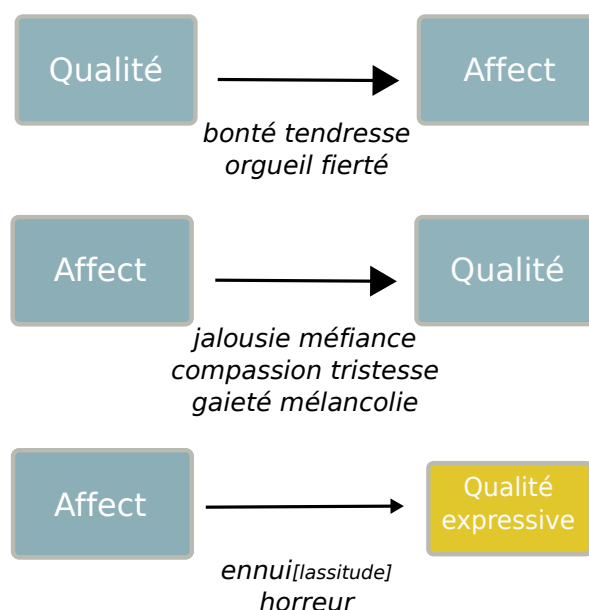 Qualité
Affect
bonté tendresse
orgueil fierté
Affect
Qualité
jalousie méfiance
compassion tristesse
gaieté mélancolie
Affect
Qualité
expressive
ennui[lassitude]
horreur